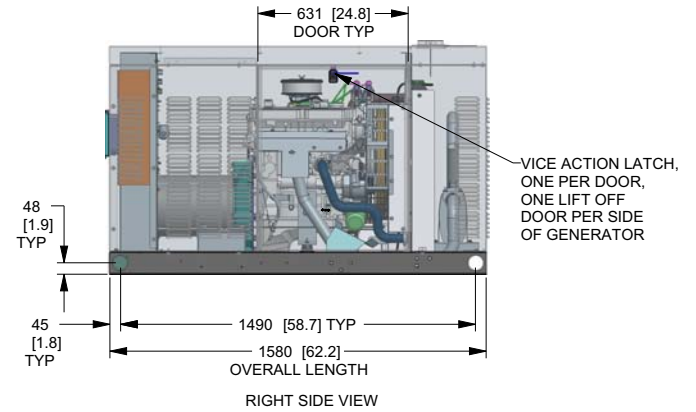 631 [24.8]
DOOR TYP
VICE ACTION LATCH,
ONE PER DOOR,
ONE LIFT OFF
DOOR PER SIDE
OF GENERATOR
48
[1.9]
TYP
45
[1.8]
TYP
1490 [58.7] TYP
1580 [62.2]
OVERALL LENGTH
RIGHT SIDE VIEW